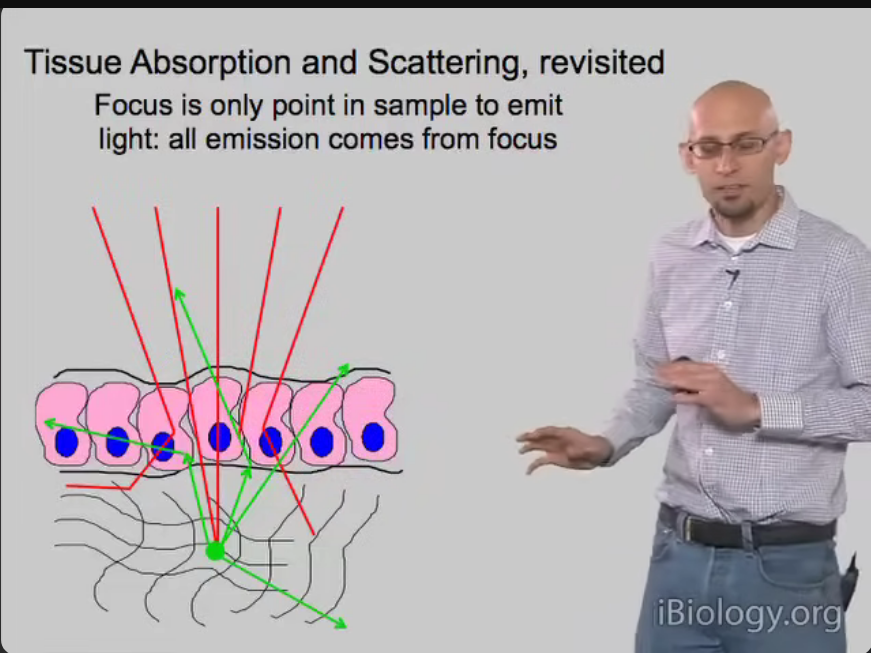 Tissue Absorption and Scattering, revisited
Focus is only point in sample to emit
light: all emission comes from focus
iBiology.org